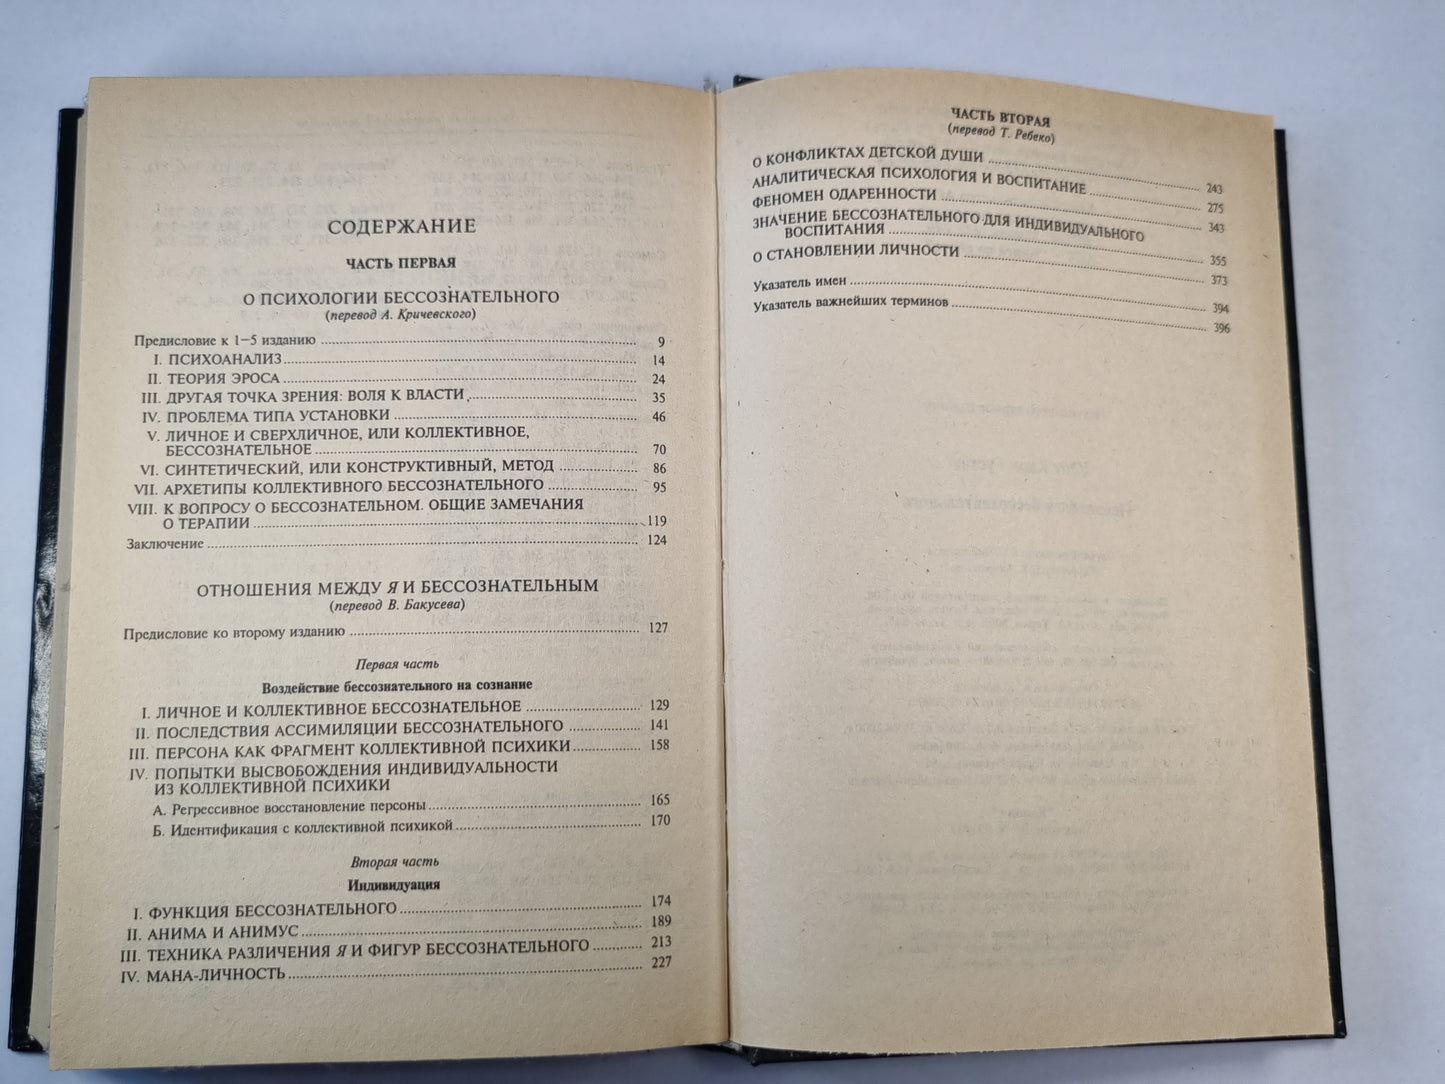 СОДЕРЖАНИЕ
ЧАСТЬ ПЕРВАЯ
О ПСИХОЛОГИИ БЕССОЗНАТЕЛЬНОГО
(перевод А. Кричевского)
Предисловие к 1—5 изданию 9
I. ПСИХОАНАЛИЗ 14
II. ТЕОРИЯ ЭРОСА 24
III. ДРУГАЯ ТОЧКА ЗРЕНИЯ: ВОЛЯ К ВЛАСТИ 35
IV. ПРОБЛЕМА ТИПА УСТАНОВКИ 46
V. ЛИЧНОЕ И СВЕРХЛИЧНОЕ, ИЛИ КОЛЛЕКТИВНОЕ,
БЕССОЗНАТЕЛЬНОЕ 70
VI. СИНТЕТИЧЕСКИЙ, ИЛИ КОНСТРУКТИВНЫЙ, МЕТОД 86
VII. АРХЕТИПЫ КОЛЛЕКТИВНОГО БЕССОЗНАТЕЛЬНОГО 95
VIII. К ВОПРОСУ О БЕССОЗНАТЕЛЬНОМ. ОБЩИЕ ЗАМЕЧАНИЯ
О ТЕРАПИИ 119
Заключение 124
ОТНОШЕНИЯ МЕЖДУ Я И БЕССОЗНАТЕЛЬНЫМ
(перевод В. Бакусева)
Предисловие ко второму изданию 127
Первая часть
Воздействие бессознательного на сознание
I. ЛИЧНОЕ И КОЛЛЕКТИВНОЕ БЕССОЗНАТЕЛЬНОЕ 129
II. ПОСЛЕДСТВИЯ АССИМИЛЯЦИИ БЕССОЗНАТЕЛЬНОГО 141
III. ПЕРСОНА КАК ФРАГМЕНТ КОЛЛЕКТИВНОЙ ПСИХИКИ 158
IV. ПОПЫТКИ ВЫСВОБОЖДЕНИЯ ИНДИВИДУАЛЬНОСТИ
ИЗ КОЛЛЕКТИВНОЙ ПСИХИКИ
А. Регрессивное восстановление персоны 165
Б. Идентификация с коллективной психикой 170
Вторая часть
Индивидуация
I. ФУНКЦИЯ БЕССОЗНАТЕЛЬНОГО 174
II. АНИМА И АНИМУС 189
III. ТЕХНИКА РАЗЛИЧЕНИЯ Я И ФИГУР БЕССОЗНАТЕЛЬНОГО 213
IV. МАНА-ЛИЧНОСТЬ 227
ЧАСТЬ ВТОРАЯ
(перевод Т. Ребеко)
О КОНФЛИКТАХ ДЕТСКОЙ ДУШИ 243
АНАЛИТИЧЕСКАЯ ПСИХОЛОГИЯ И ВОСПИТАНИЕ 275
ФЕНОМЕН ОДАРЕННОСТИ 343
ЗНАЧЕНИЕ БЕССОЗНАТЕЛЬНОГО ДЛЯ ИНДИВИДУАЛЬНОГО
ВОСПИТАНИЯ 355
О СТАНОВЛЕНИИ ЛИЧНОСТИ 373
Указатель имен 394
Указатель важнейших терминов 396